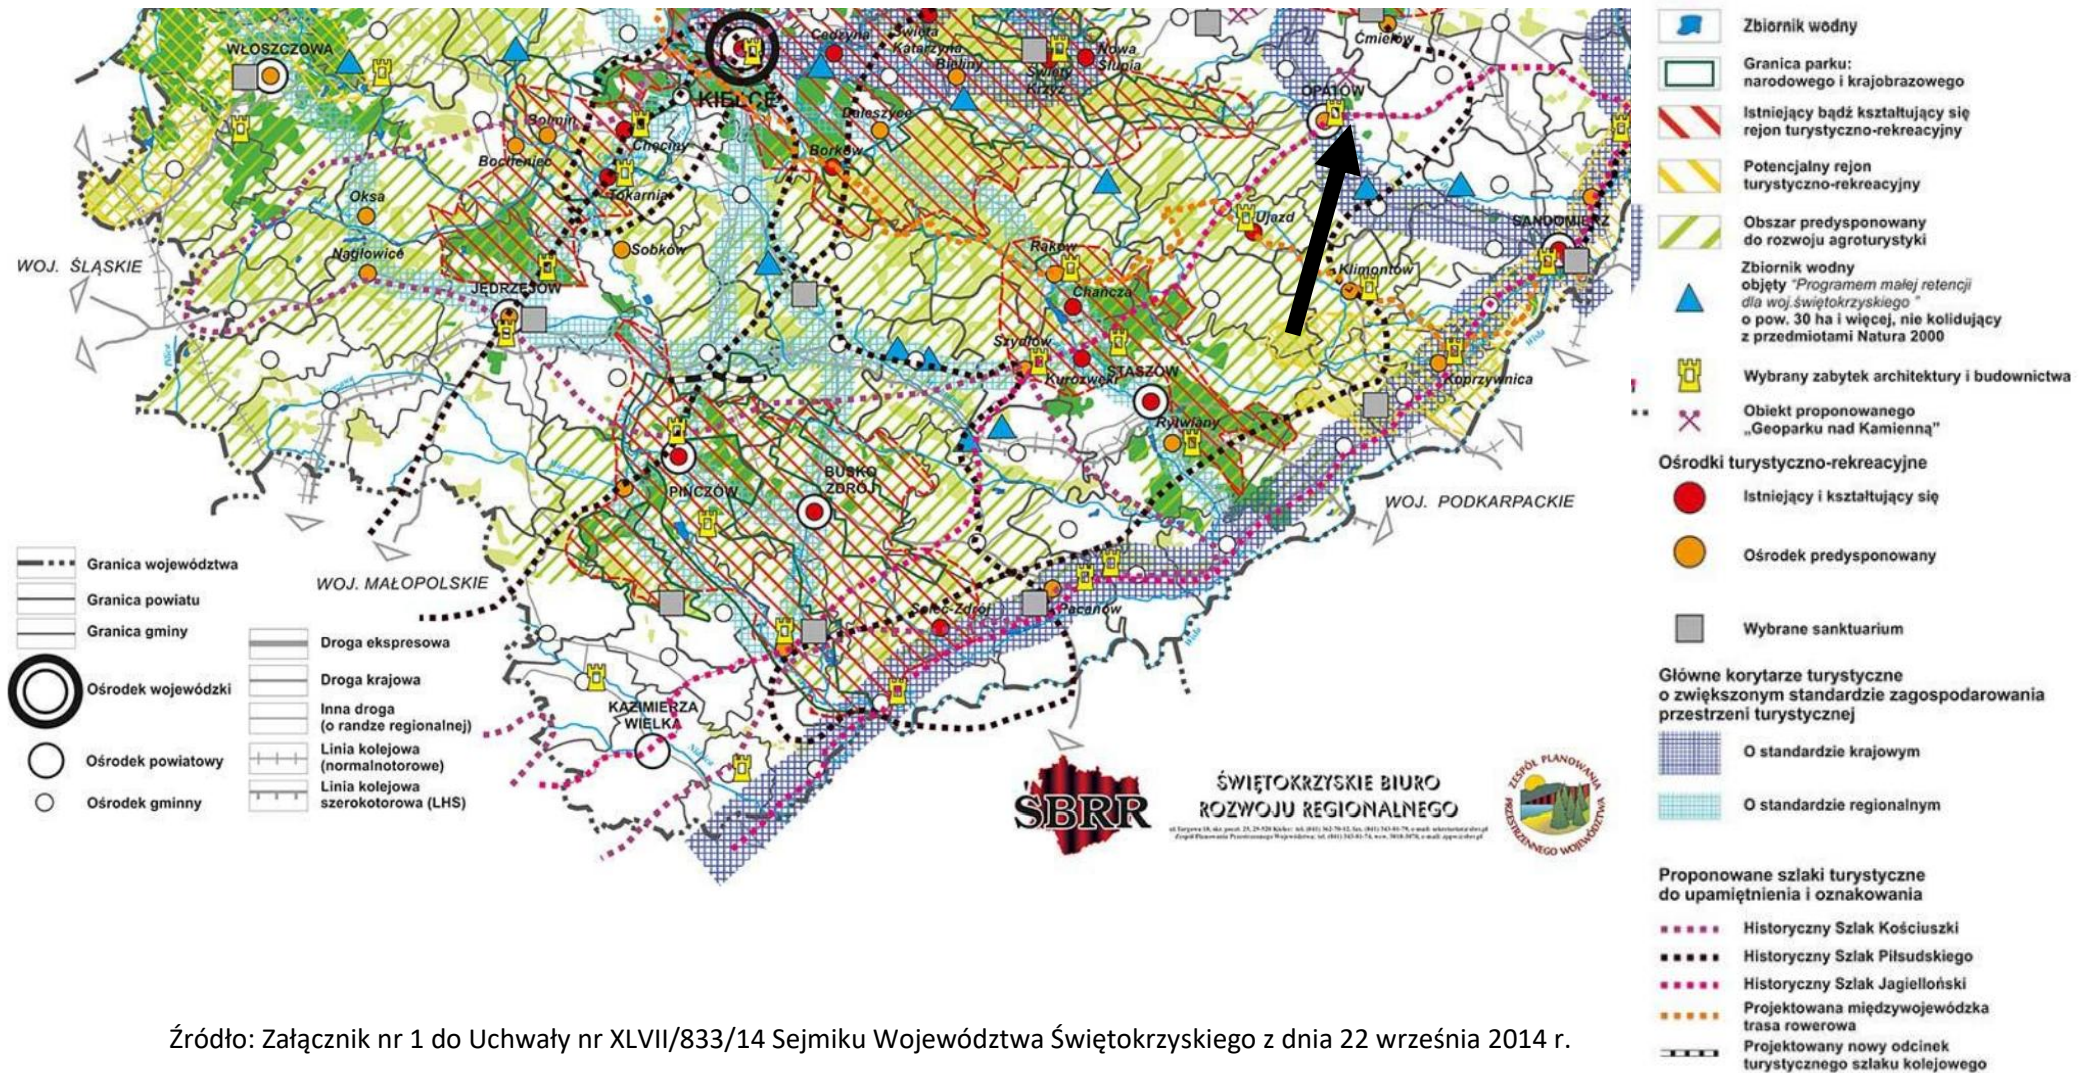 WŁOSZCZOWA
Cedzyna
Święta
Katarzyna
Bieliny
Święty
Krzyż
Nowa
Słupia
Ćmielów
KIELCE
OPATÓW
Bolmin
Bocheniec
Chęciny
Tokarnia
Daleszyce
Borków
Oksa
Nagłowice
Sobków
JĘDRZEJÓW
WOJ. ŚLĄSKIE
Raków
Chańcza
Ujazd
Klimontów
SANDOMIERZ
Szydłów
Kurozwęki
STASZÓW
Rytwiany
Koprzywnica
Wisła
Pilica
PIŃCZÓW
BUSKO
ZDRÓJ
WOJ. PODKARPACKIE
WOJ. MAŁOPOLSKIE
Solec-Zdrój
Pacanów
Wisła
KAZIMIERZA
WIELKA
Nidzica
Granica województwa
Granica powiatu
Granica gminy
Ośrodek wojewódzki
Ośrodek powiatowy
Ośrodek gminny
Droga ekspresowa
Droga krajowa
Inna droga
(o randze regionalnej)
Linia kolejowa
(normalnotorowe)
Linia kolejowa
szerokotorowa (LHS)
ŚBRR
ŚWIĘTOKRZYSKIE BIURO
ROZWOJU REGIONALNEGO
ZESPÓŁ PLANOWANIA
PRZESTRZENNEGO WOJEWÓDZTWA
Zbiornik wodny
Granica parku:
narodowego i krajobrazowego
Istniejący bądź kształtujący się
rejon turystyczno-rekreacyjny
Potencjalny rejon
turystyczno-rekreacyjny
Obszar predysponowany
do rozwoju agroturystyki
Zbiornik wodny
objęty "Programem małej retencji
dla woj.świętokrzyskiego "
o pow. 30 ha i więcej, nie kolidujący
z przedmiotami Natura 2000
Wybrany zabytek architektury i budownictwa
Obiekt proponowanego
„Geoparku nad Kamienną”
Ośrodki turystyczno-rekreacyjne
Istniejący i kształtujący się
Ośrodek predysponowany
Wybrane sanktuarium
Główne korytarze turystyczne
o zwiększonym standardzie zagospodarowania
przestrzeni turystycznej
O standardzie krajowym
O standardzie regionalnym
Proponowane szlaki turystyczne
do upamiętnienia i oznakowania
Historyczny Szlak Kościuszki
Historyczny Szlak Piłsudskiego
Historyczny Szlak Jagielloński
Projektowana międzywojewódzka
trasa rowerowa
Projektowany nowy odcinek
turystycznego szlaku kolejowego
Źródło: Załącznik nr 1 do Uchwały nr XLVII/833/14 Sejmiku Województwa Świętokrzyskiego z dnia 22 września 2014 r.